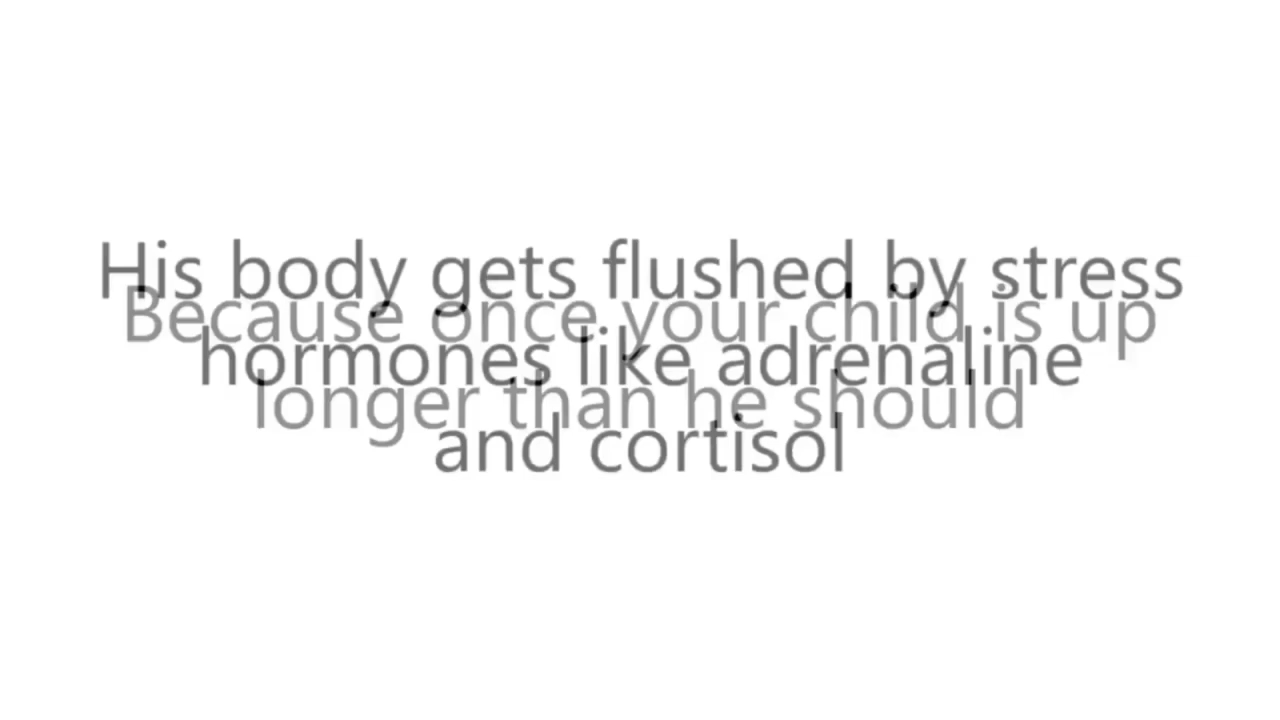 His body gets flushed by stress
Because once your child is up
hormones like adrenaline
longer than he should
and cortisol